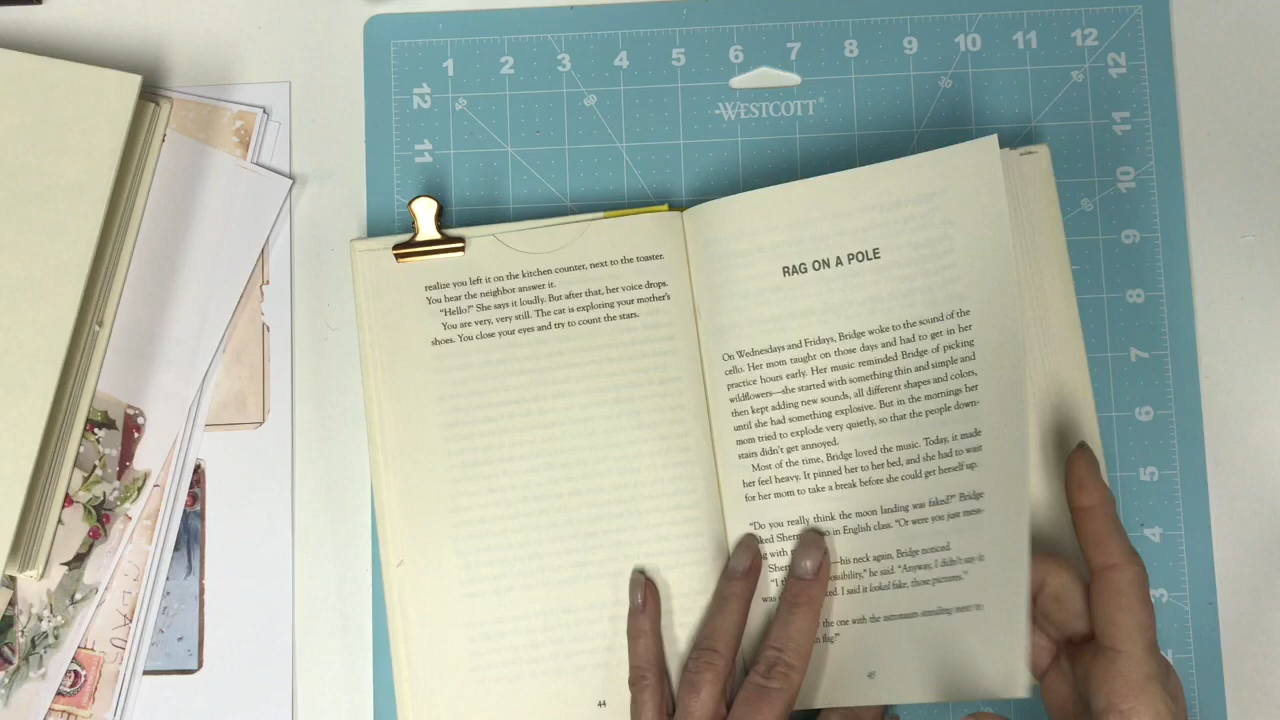 1 2 3 4 5 6 7 8 9 10 11 12
WESTCOTT®
12
11
12
11
10
9
8
7
6
5
4
3
45
60
30
realize you left it on the kitchen counter, next to the toaster.
You hear the neighbor answer it.
“Hello?” She says it loudly. But after that, her voice drops.
You are very, very still. The cat is exploring your mother’s
shoes. You close your eyes and try to count the stars.
44
RAG ON A POLE
On Wednesdays and Fridays, Bridge woke to the sound of the
cello. Her mom taught on those days and had to get in her
practice hours early. Her music reminded Bridge of picking
wildflowers—she started with something thin and simple and
then kept adding new sounds, all different shapes and colors,
until she had something explosive. But in the mornings her
mom tried to explode very quietly, so that the people down-
stairs didn’t get annoyed.
Most of the time, Bridge loved the music. Today, it made
her feel heavy. It pinned her to her bed, and she had to wait
for her mom to take a break before she could get herself up.
“Do you really think the moon landing was faked?” Bridge
in English class. “Or were you just mess-
with
—his neck again, Bridge noticed.
“I he said. “Anyway, I didn’t say it
was I said it looked fake, those pictures.”
the one with the astronaut standing next to
flag?”
45
CLAUS